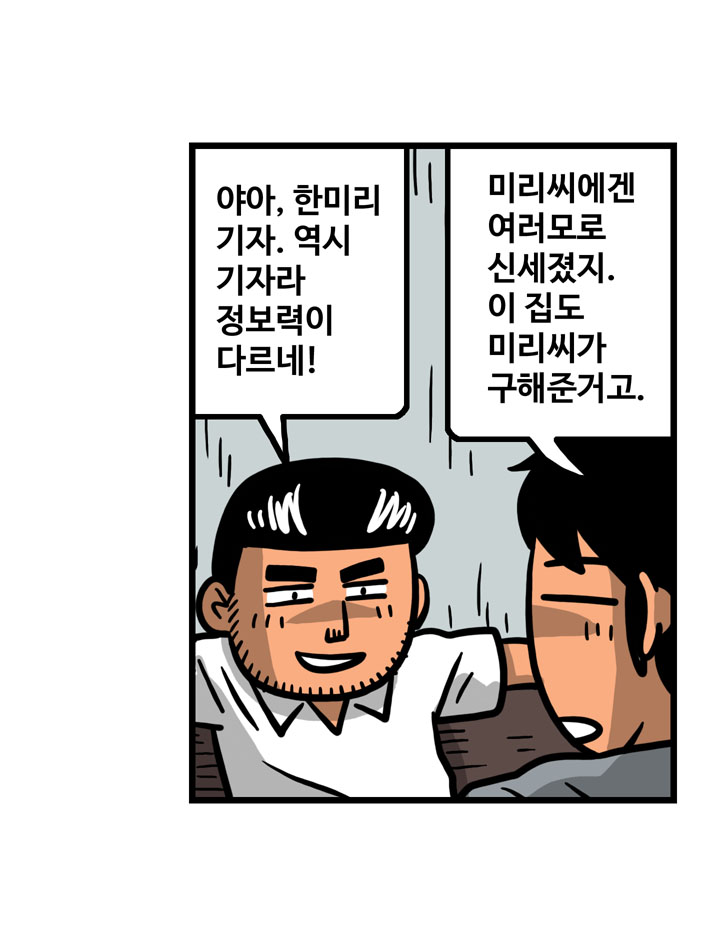 야아, 한미리
기자. 역시
기자라
정보력이
다르네!
미리씨에겐
여러모로
신세졌지.
이 집도
미리씨가
구해준거고.